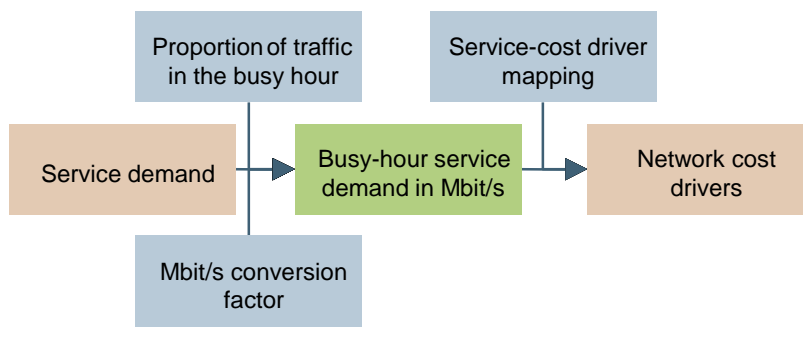 Proportion of traffic
in the busy hour
Service-cost driver
mapping
Service demand
Busy-hour service
demand in Mbit/s
Network cost
drivers
Mbit/s conversion
factor